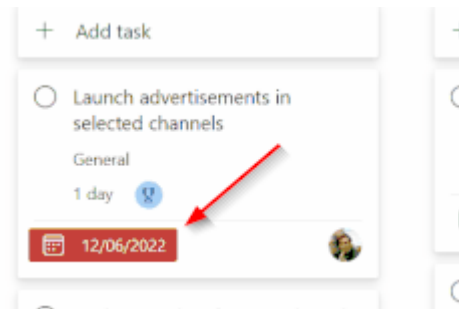 Add task
Launch advertisements in
selected channels
General
1 day
12/06/2022